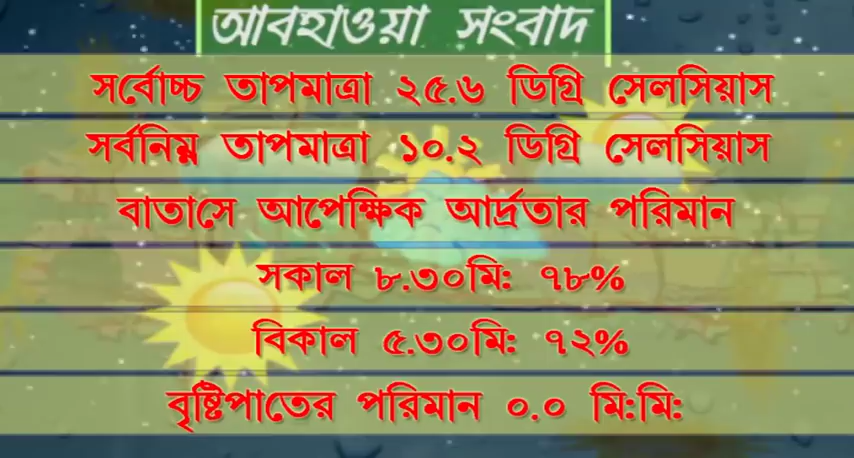 আবহাওয়া সংবাদ
সর্বোচ্চ তাপমাত্রা ২৫.৬ ডিগ্রি সেলসিয়াস
সর্বনিম্ন তাপমাত্রা ১০.২ ডিগ্রি সেলসিয়াস
বাতাসে আপেক্ষিক আর্দ্রতার পরিমান
সকাল ৮.৩০মি: ৭৮%
বিকাল ৫.৩০মি: ৭২%
বৃষ্টিপাতের পরিমান ০.০ মি:মি: